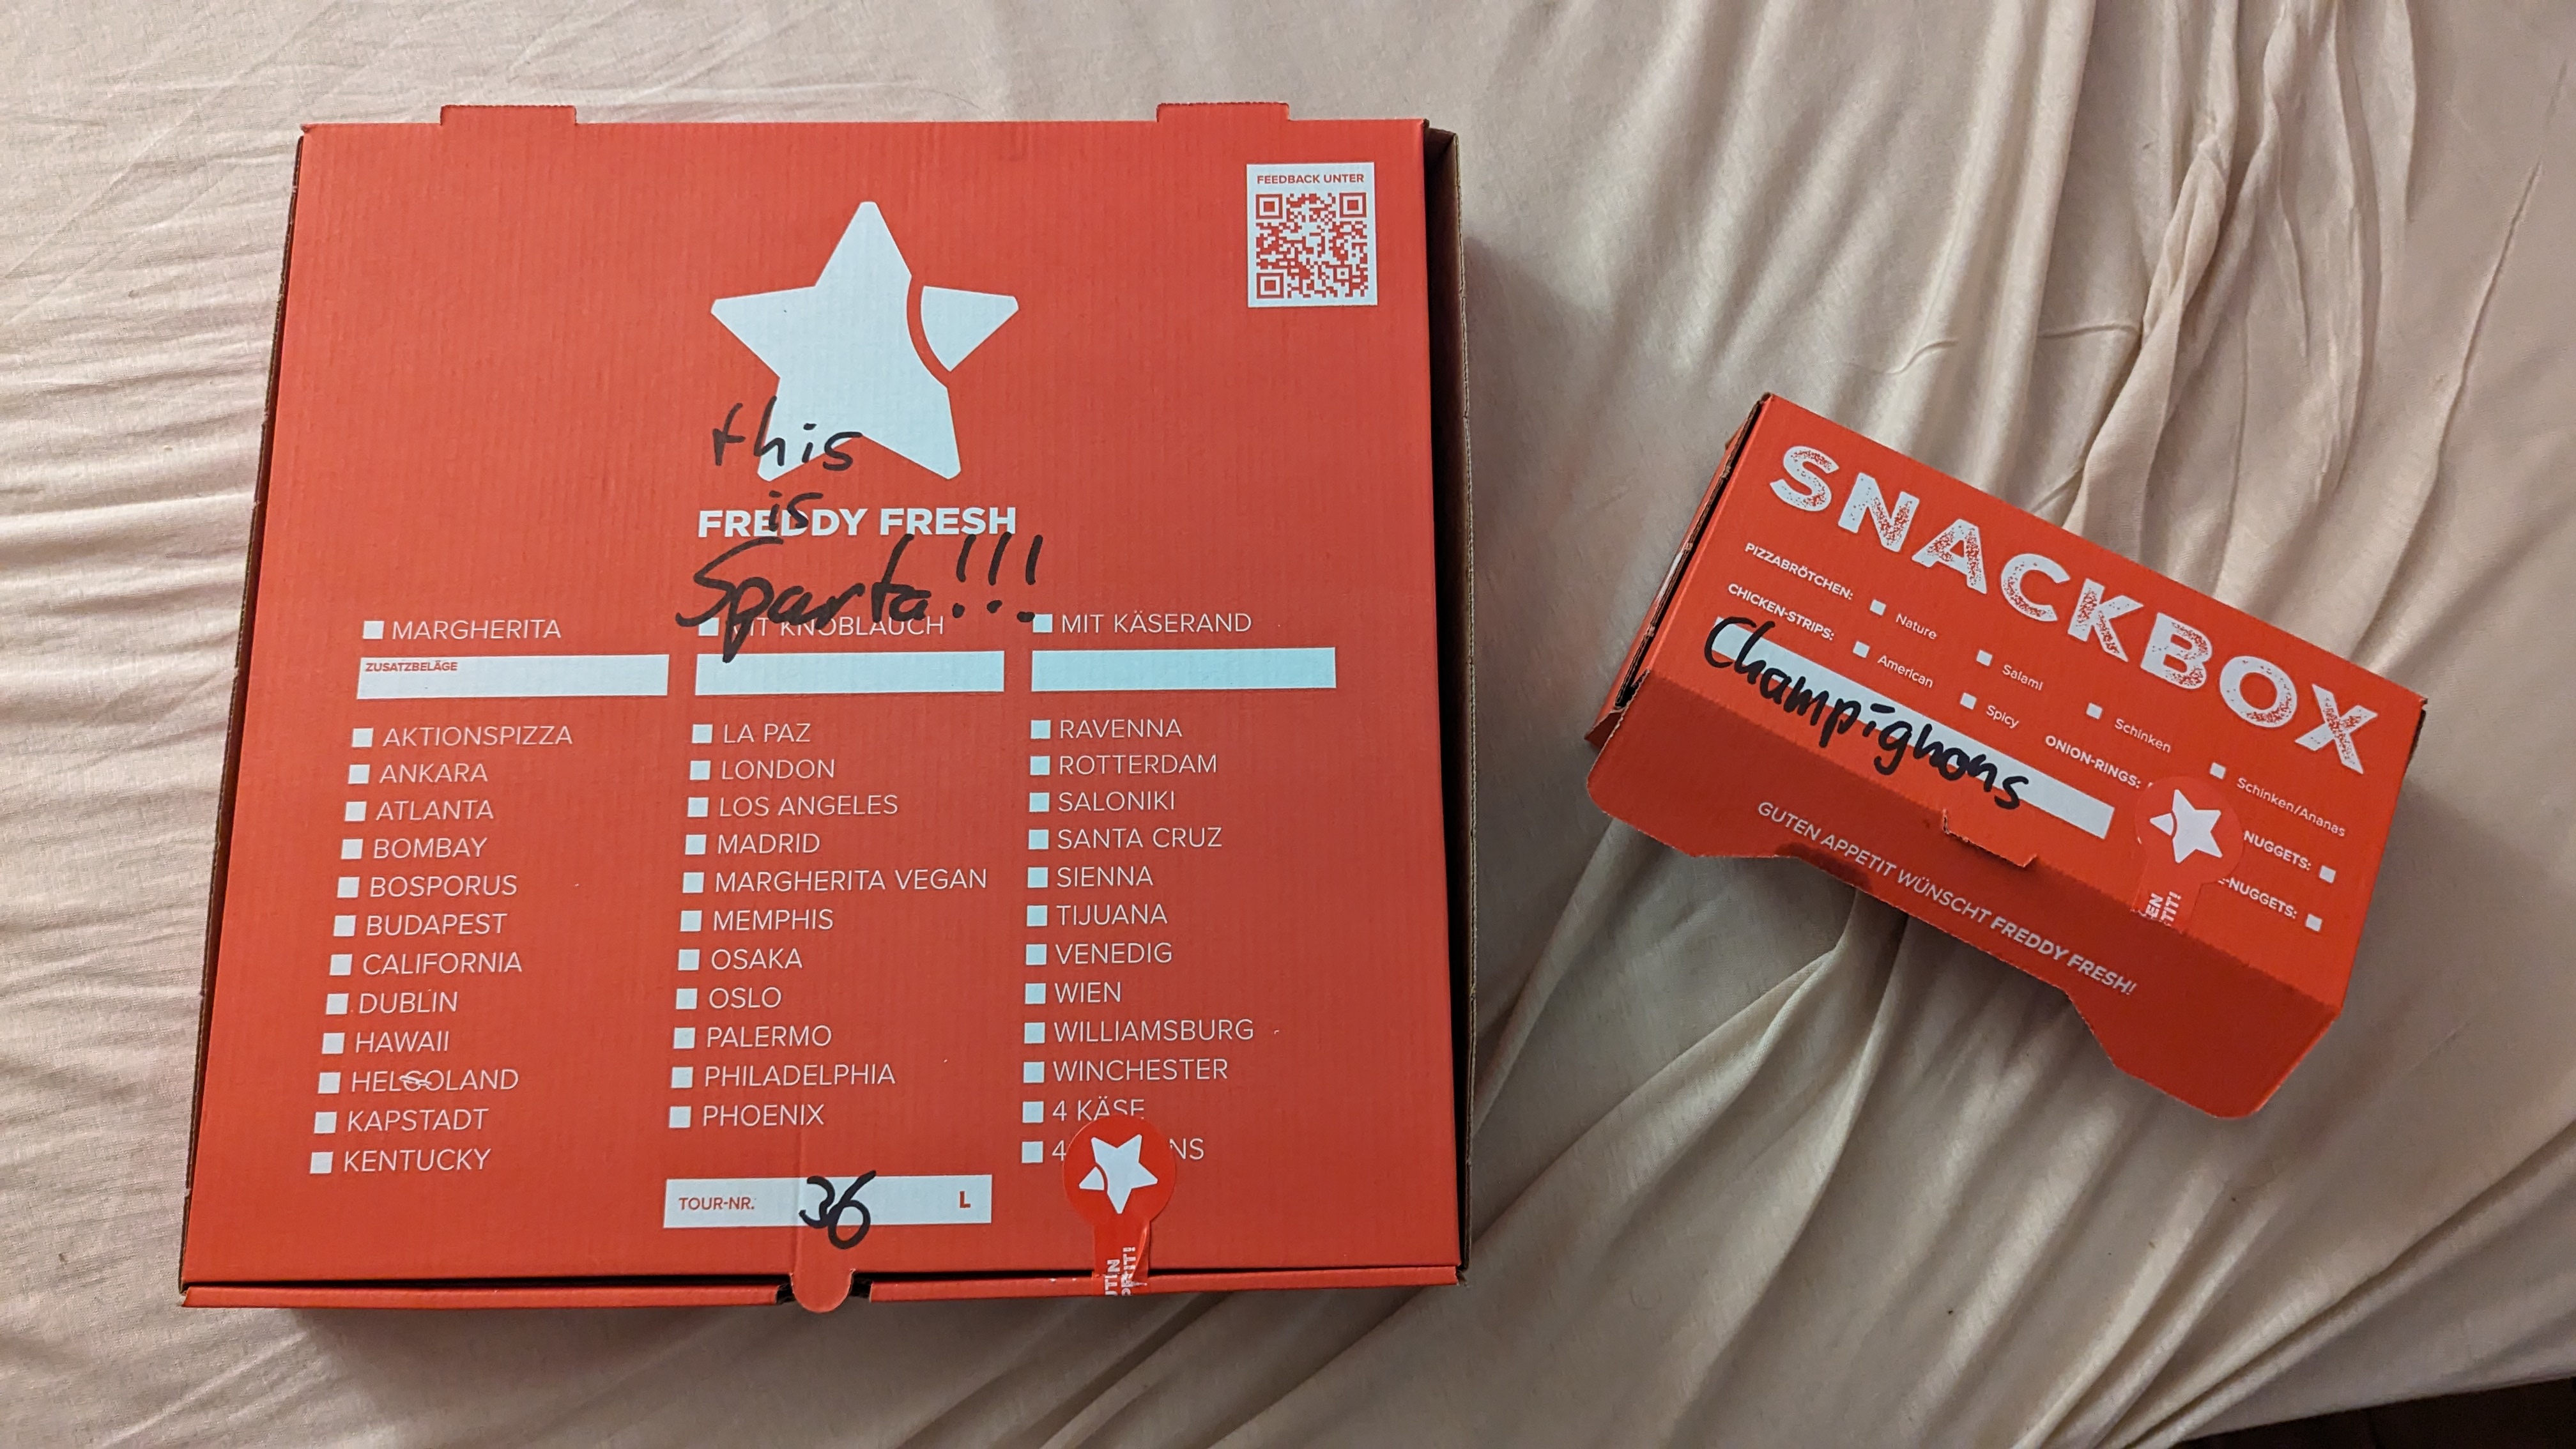 FEEDBACK UNTER
this
is
FREDDY FRESH
Sparta!!!
MARGHERITA
MIT KNOBLAUCH
MIT KÄSERAND
ZUSATZBELÄGE
AKTIONSPIZZA
ANKARA
ATLANTA
BOMBAY
BOSPORUS
BUDAPEST
CALIFORNIA
DUBLIN
HAWAII
HELGOLAND
KAPSTADT
KENTUCKY
LA PAZ
LONDON
LOS ANGELES
MADRID
MARGHERITA VEGAN
MEMPHIS
OSAKA
OSLO
PALERMO
PHILADELPHIA
PHOENIX
RAVENNA
ROTTERDAM
SALONIKI
SANTA CRUZ
SIENNA
TIJUANA
VENEDIG
WIEN
WILLIAMSBURG
WINCHESTER
4 KÄSE
4
TOUR-NR. 36 L
SNACKBOX
PIZZABRÖTCHEN: Nature Salami Schinken Schinken/Ananas
CHICKEN-STRIPS: American Spicy ONION-RINGS:
NUGGETS:
-NUGGETS:
Champignons
GUTEN APPETIT WÜNSCHT FREDDY FRESH!